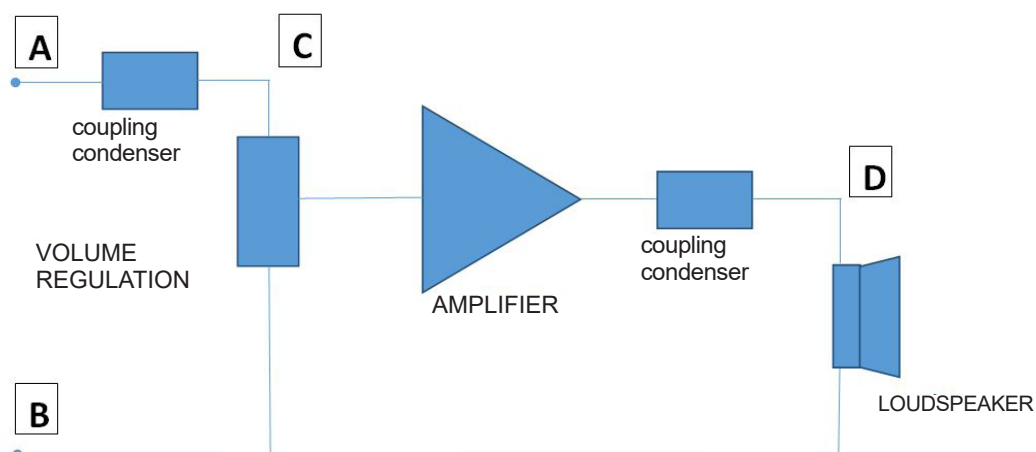 A
C
coupling
condenser
D
VOLUME
REGULATION
coupling
condenser
AMPLIFIER
B
LOUDSPEAKER